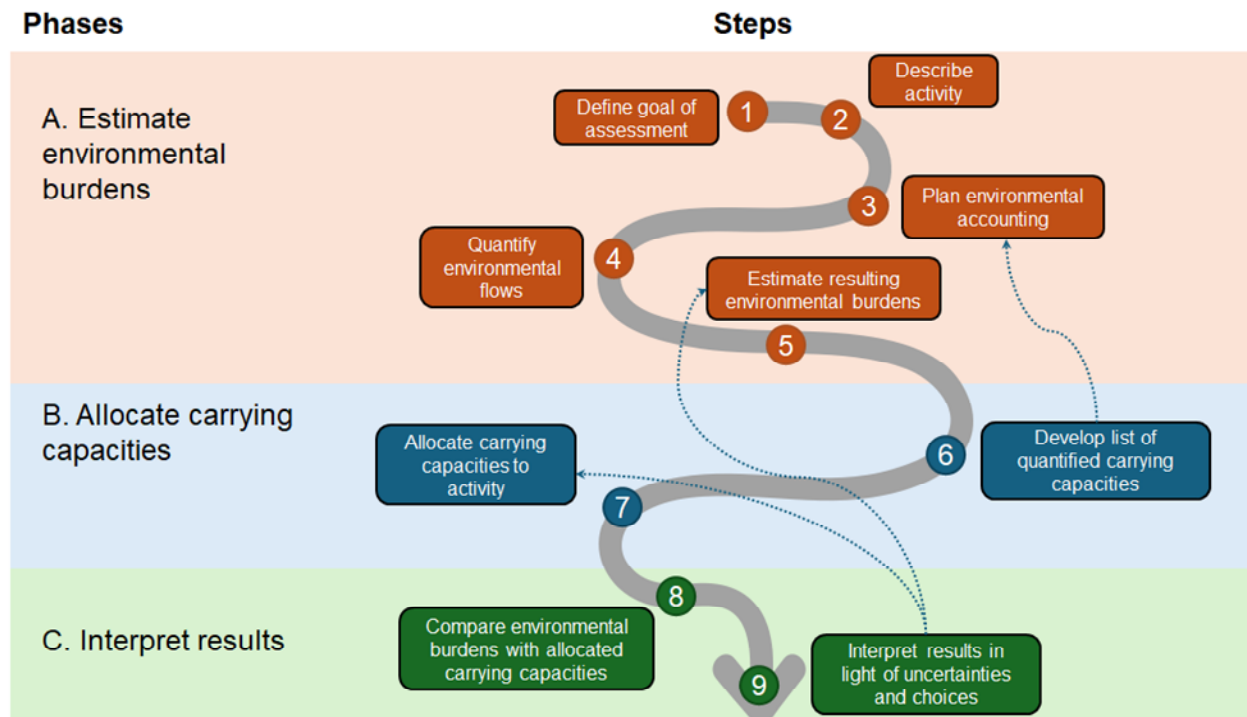 Phases
Steps
A. Estimate
environmental
burdens
Define goal of
assessment
1
2
Describe
activity
3
Plan environmental
accounting
Quantify
environmental
flows
4
Estimate resulting
environmental burdens
5
B. Allocate carrying
capacities
6
Develop list of
quantified carrying
capacities
Allocate carrying
capacities to
activity
7
C. Interpret results
8
Compare environmental
burdens with allocated
carrying capacities
9
Interpret results in
light of uncertainties
and choices